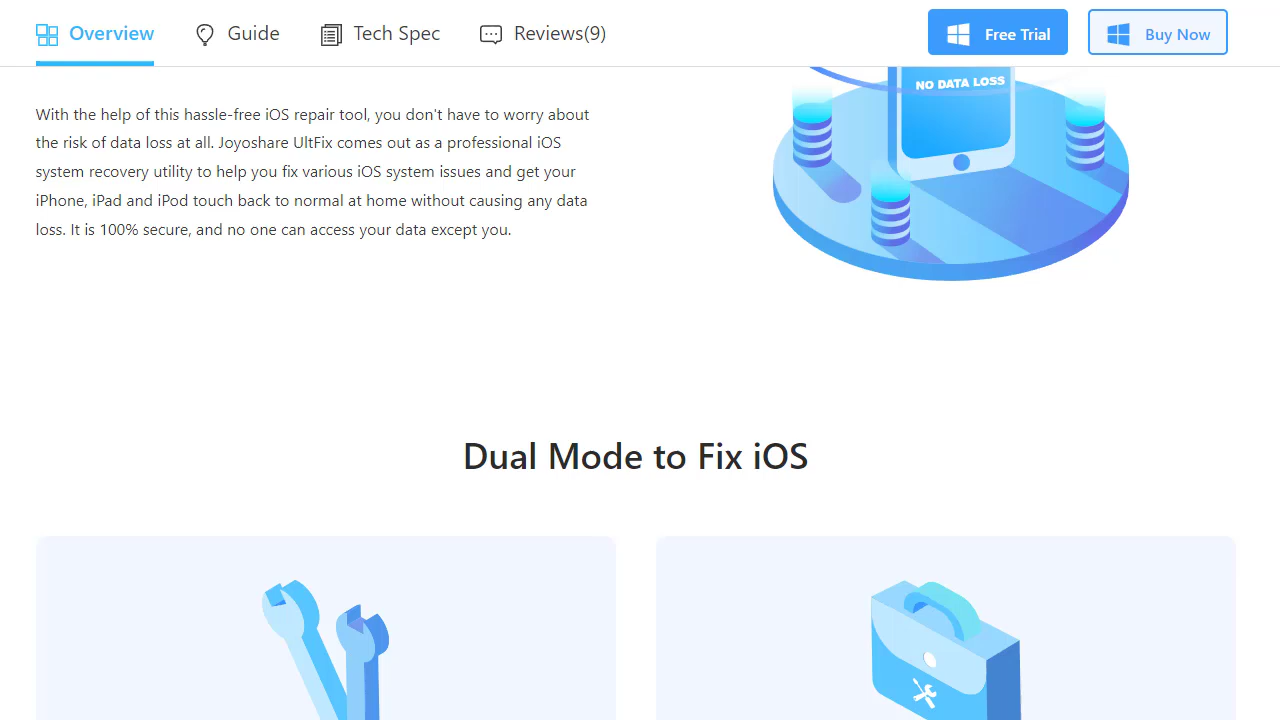 Overview Guide Tech Spec Reviews(9) Free Trial Buy Now
NO DATA LOSS
With the help of this hassle-free iOS repair tool, you don't have to worry about
the risk of data loss at all. Joyoshare UltFix comes out as a professional iOS
system recovery utility to help you fix various iOS system issues and get your
iPhone, iPad and iPod touch back to normal at home without causing any data
loss. It is 100% secure, and no one can access your data except you.
Dual Mode to Fix iOS